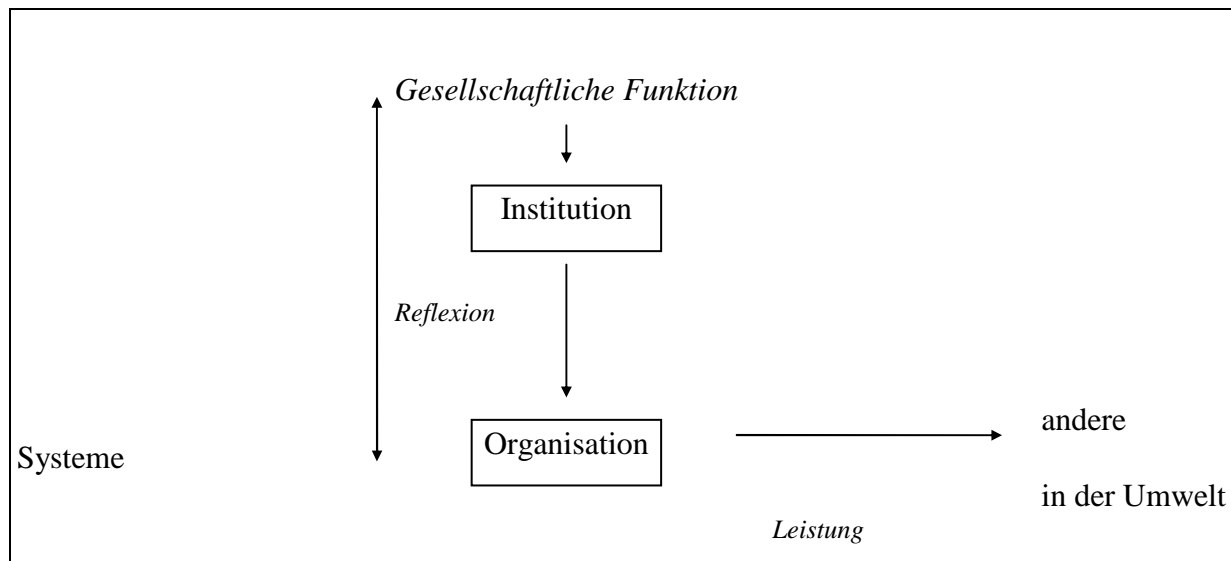 Gesellschaftliche Funktion
Institution
Reflexion
andere
Organisation
Systeme
in der Umwelt
Leistung